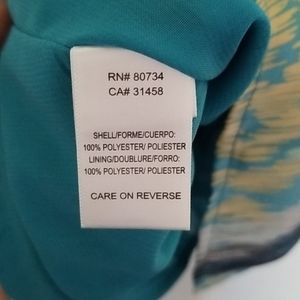 RN# 80734
CA# 31458
SHELL/FORME/CUERPO:
100% POLYESTER/ POLIESTER
LINING/DOUBLURE/FORRO:
100% POLYESTER/ POLIESTER
CARE ON REVERSE